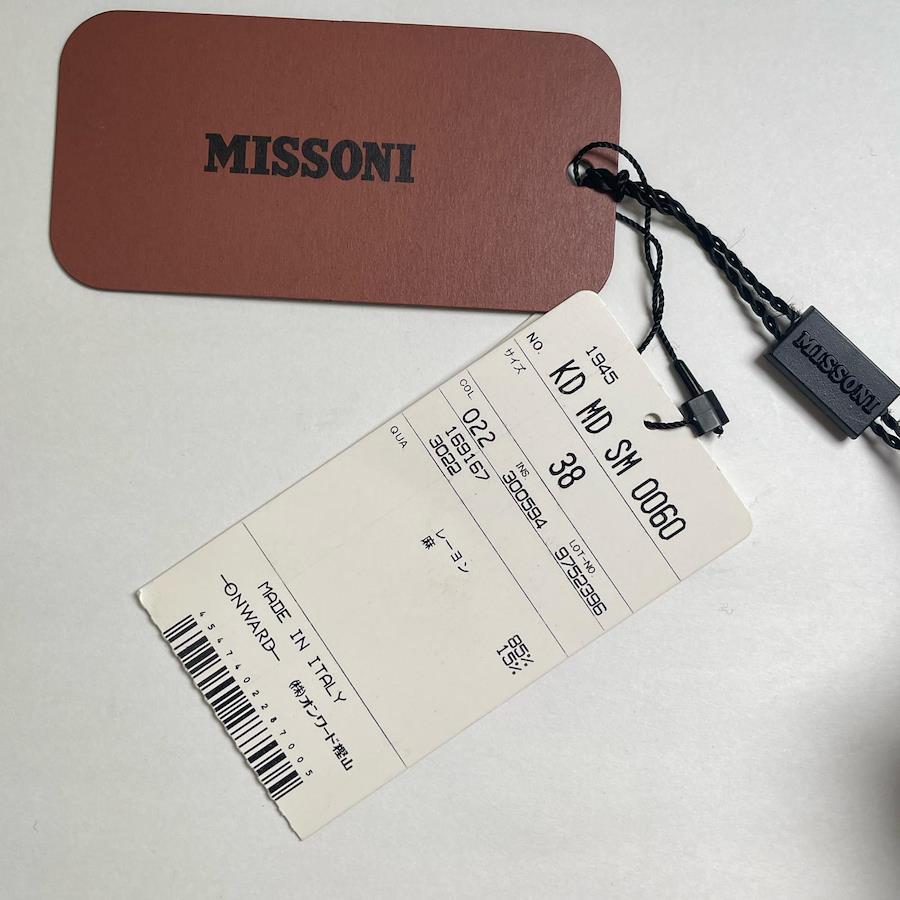 MISSONI
MISSONI
1945
NO. KD MD SM 0060
サイズ 38
LOT-NO. 9752396
COL 022 INS 300594
169167
3022
QUA
レーヨン 85%
麻 15%
MADE IN ITALY
ONWARD (株)オンワード樫山
4547402287005